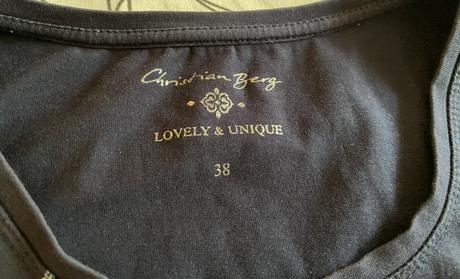 Christian Berg
LOVELY & UNIQUE
38